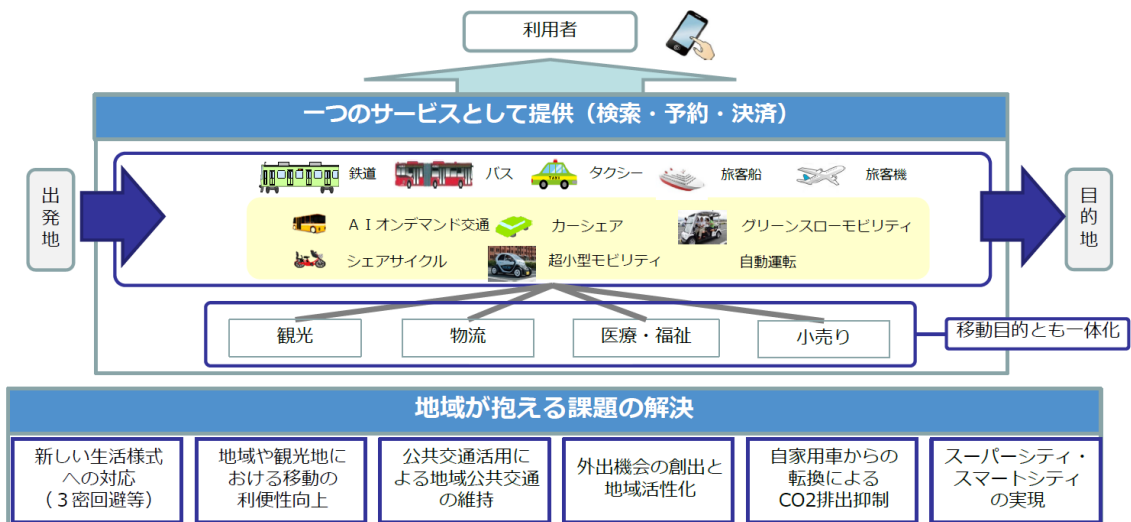 利用者
一つのサービスとして提供（検索・予約・決済）
出発地
鉄道
バス
TAXI
タクシー
旅客船
旅客機
ＡＩオンデマンド交通
カーシェア
グリーンスローモビリティ
シェアサイクル
超小型モビリティ
自動運転
目的地
観光
物流
医療・福祉
小売り
移動目的とも一体化
地域が抱える課題の解決
新しい生活様式
への対応
（３密回避等）
地域や観光地に
おける移動の
利便性向上
公共交通活用に
よる地域公共交通
の維持
外出機会の創出と
地域活性化
自家用車からの
転換による
CO2排出抑制
スーパーシティ・
スマートシティ
の実現